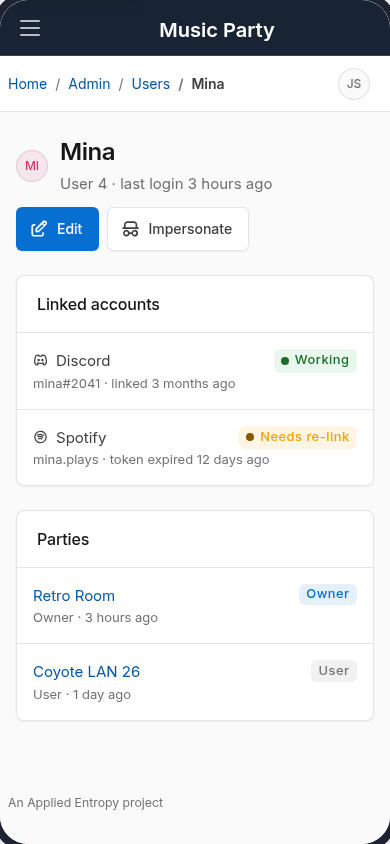 Music Party
Home / Admin / Users / Mina
JS
MI
Mina
User 4 · last login 3 hours ago
Edit
Impersonate
Linked accounts
Discord
Working
mina#2041 · linked 3 months ago
Spotify
Needs re-link
mina.plays · token expired 12 days ago
Parties
Retro Room
Owner
Owner · 3 hours ago
Coyote LAN 26
User
User · 1 day ago
An Applied Entropy project